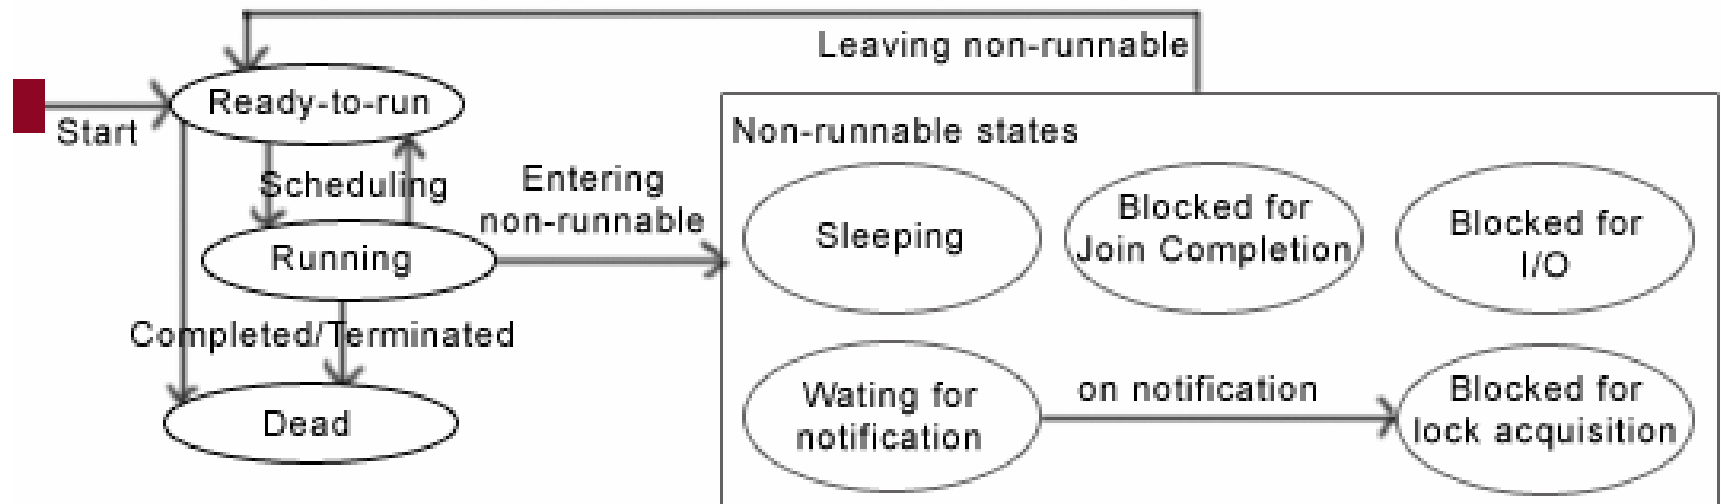 Leaving non-runnable
Ready-to-run
Start
Non-runnable states
Scheduling
Entering
non-runnable
Sleeping
Blocked for
Join Completion
Blocked for
I/O
Running
Completed/Terminated
Dead
Wating for
notification
on notification
Blocked for
lock acquisition